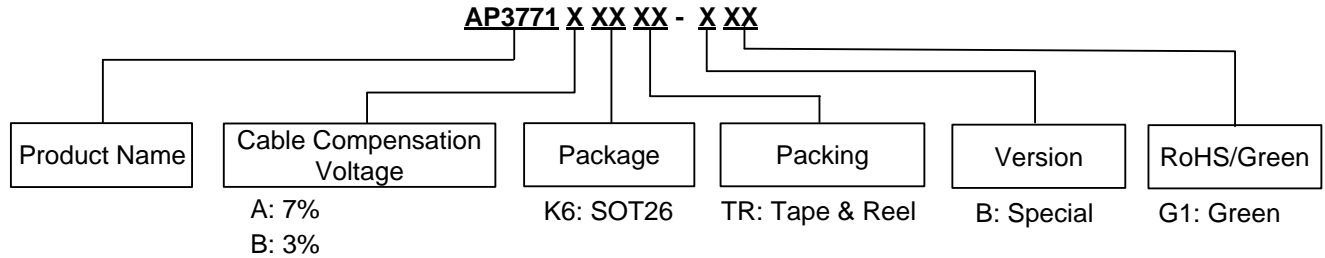 AP3771 X XX XX - X XX
Product Name
Cable Compensation
Voltage
A: 7%
B: 3%
Package
K6: SOT26
Packing
TR: Tape & Reel
Version
B: Special
RoHS/Green
G1: Green